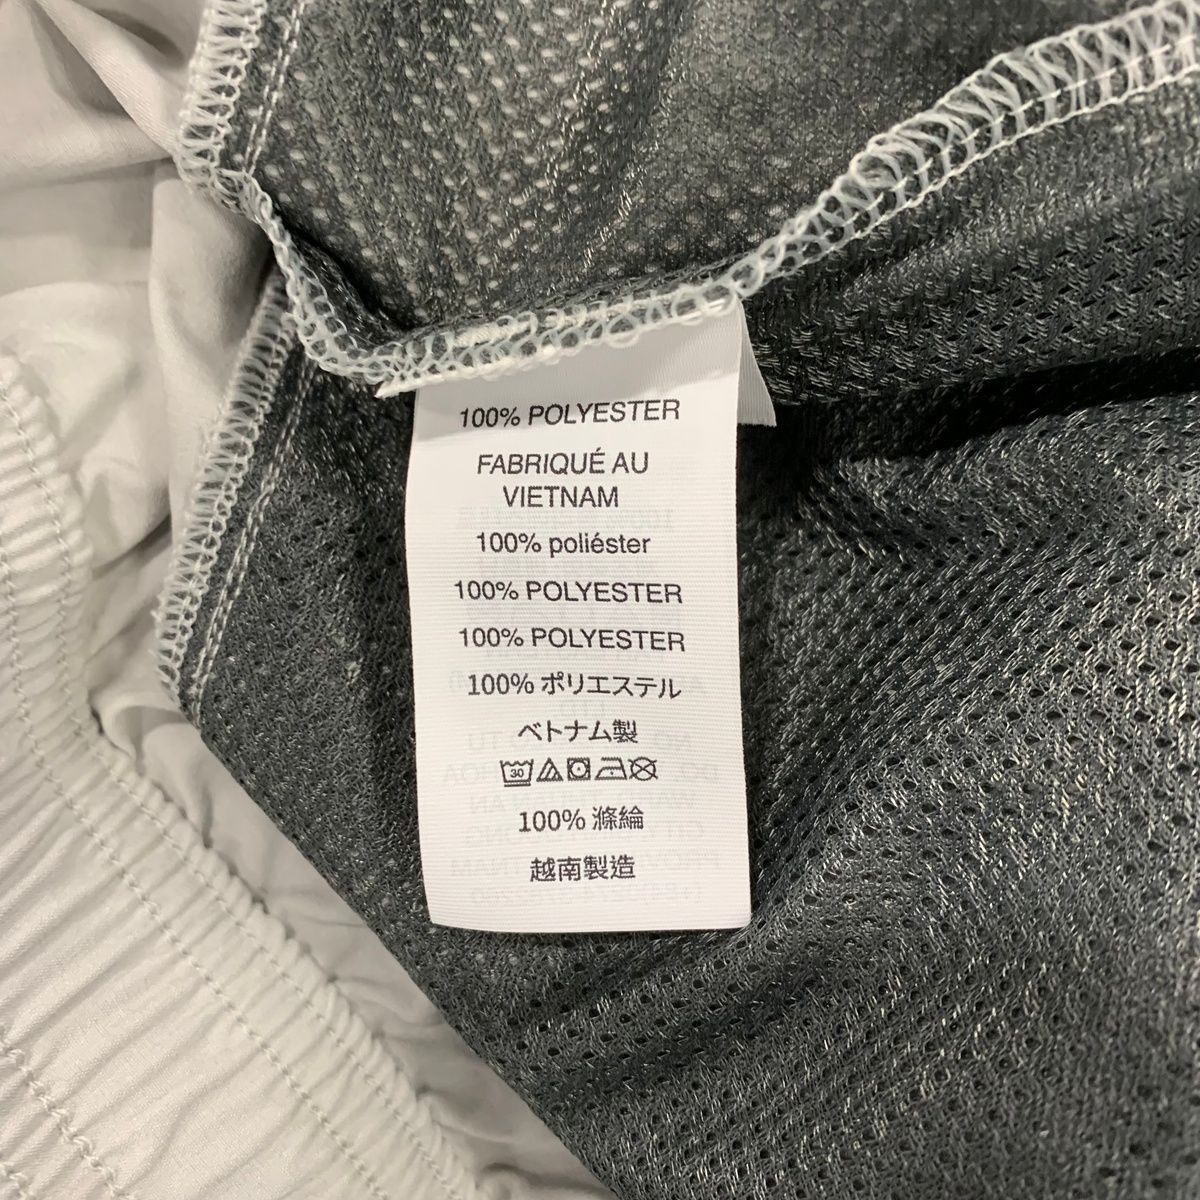 100% POLYESTER
FABRIQUÉ AU
VIETNAM
100% poliéster
100% POLYESTER
100% POLYESTER
100% ポリエステル
ベトナム製
30
100% 滌綸
越南製造